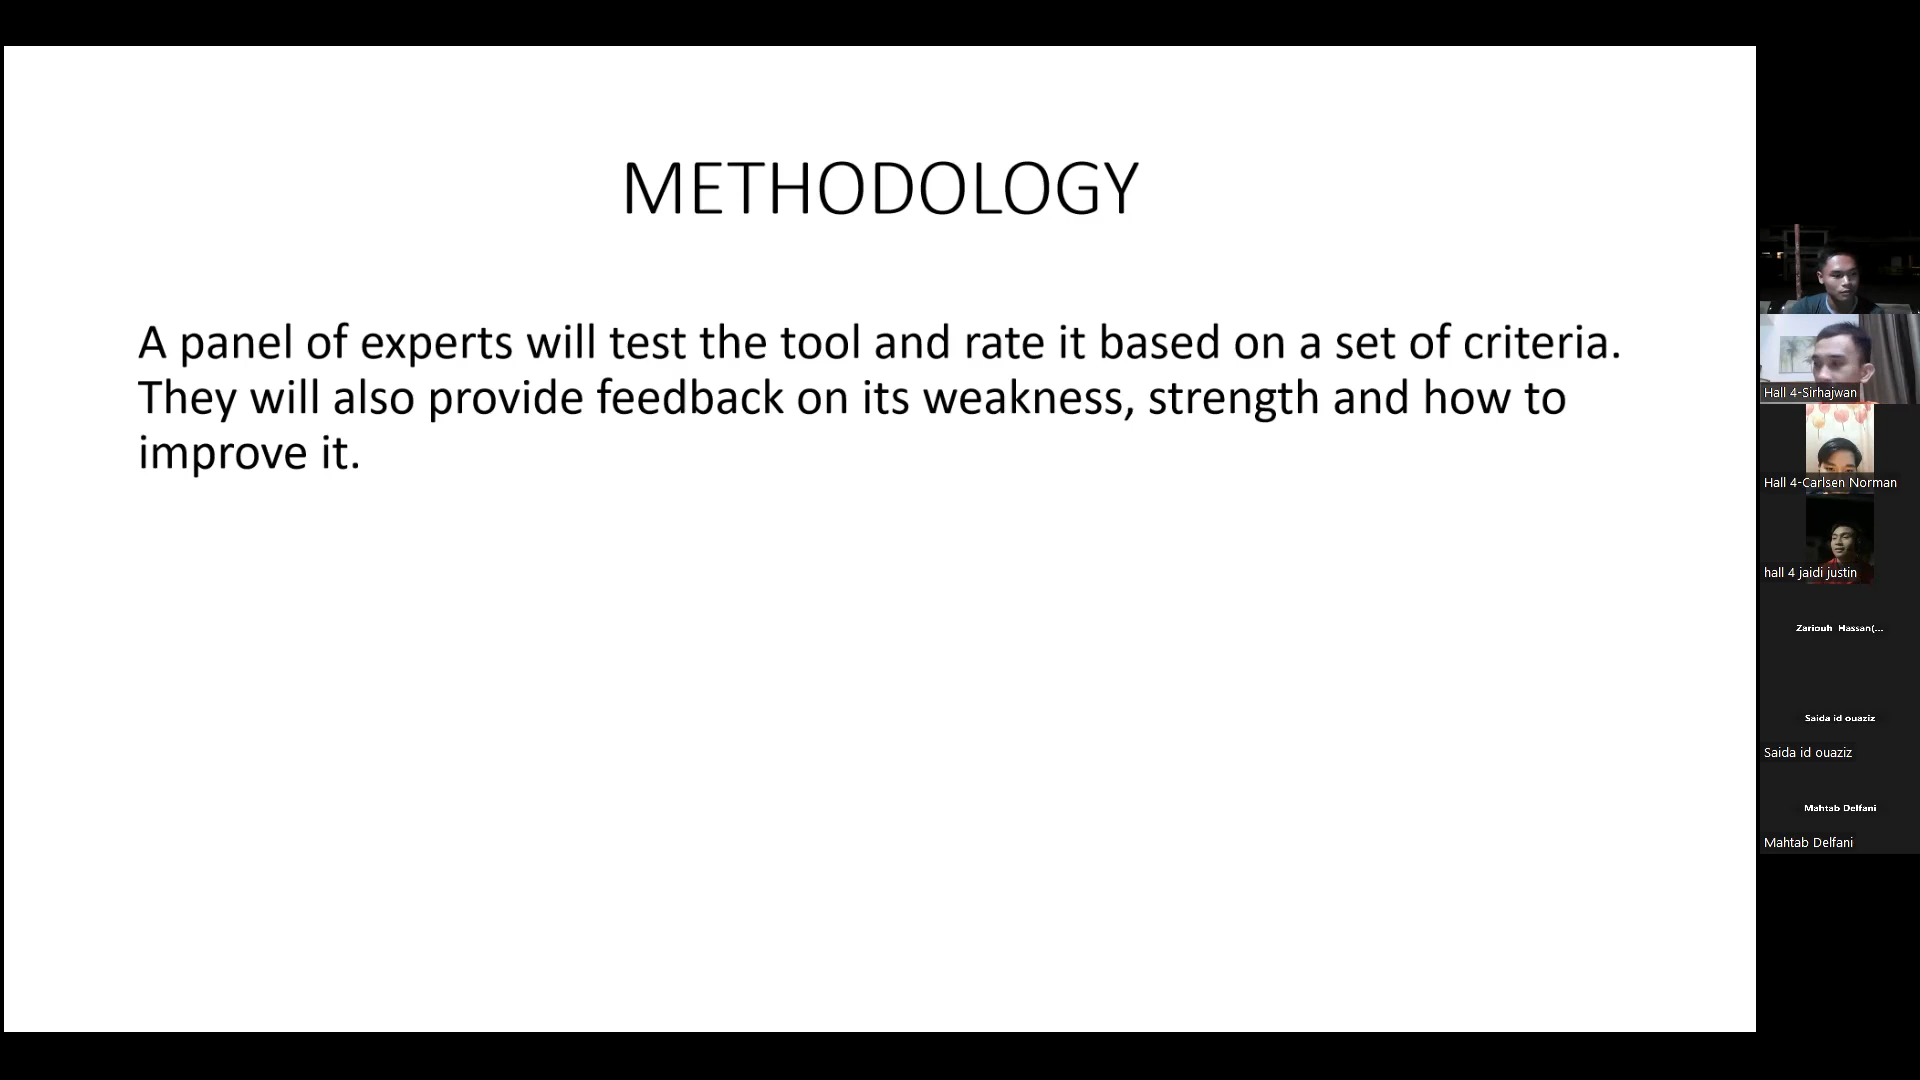 METHODOLOGY
A panel of experts will test the tool and rate it based on a set of criteria.
They will also provide feedback on its weakness, strength and how to
improve it.
Hall 4-Sirhajwan
Hall 4-Carlsen Norman
hall 4 jaidi justin
Zariouh Hassan(...
Saida id ouaziz
Saida id ouaziz
Mahtab Delfani
Mahtab Delfani